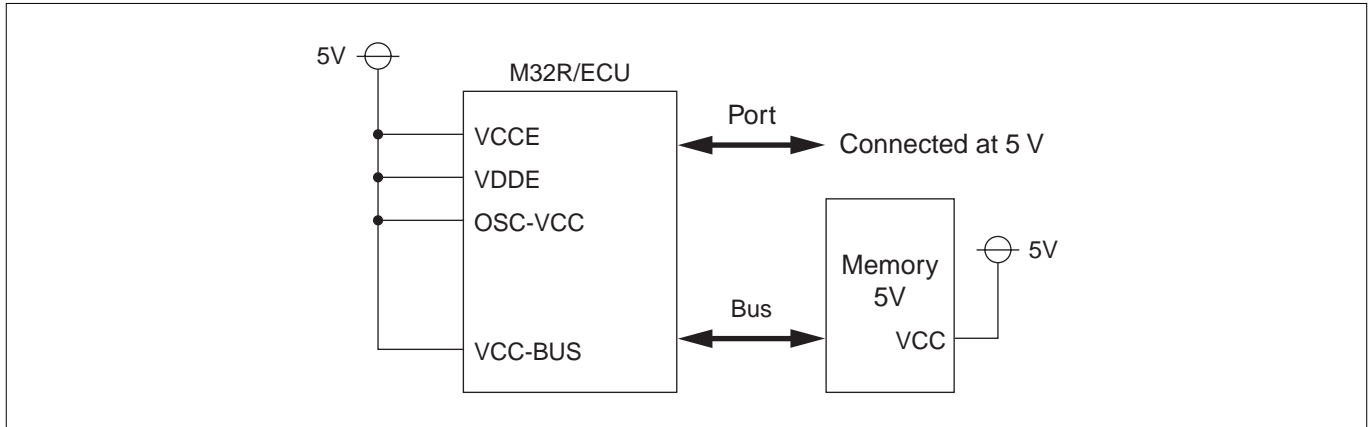 5V
M32R/ECU
VCCE
VDDE
OSC-VCC
VCC-BUS
Port
Connected at 5 V
Bus
Memory
5V
VCC
5V